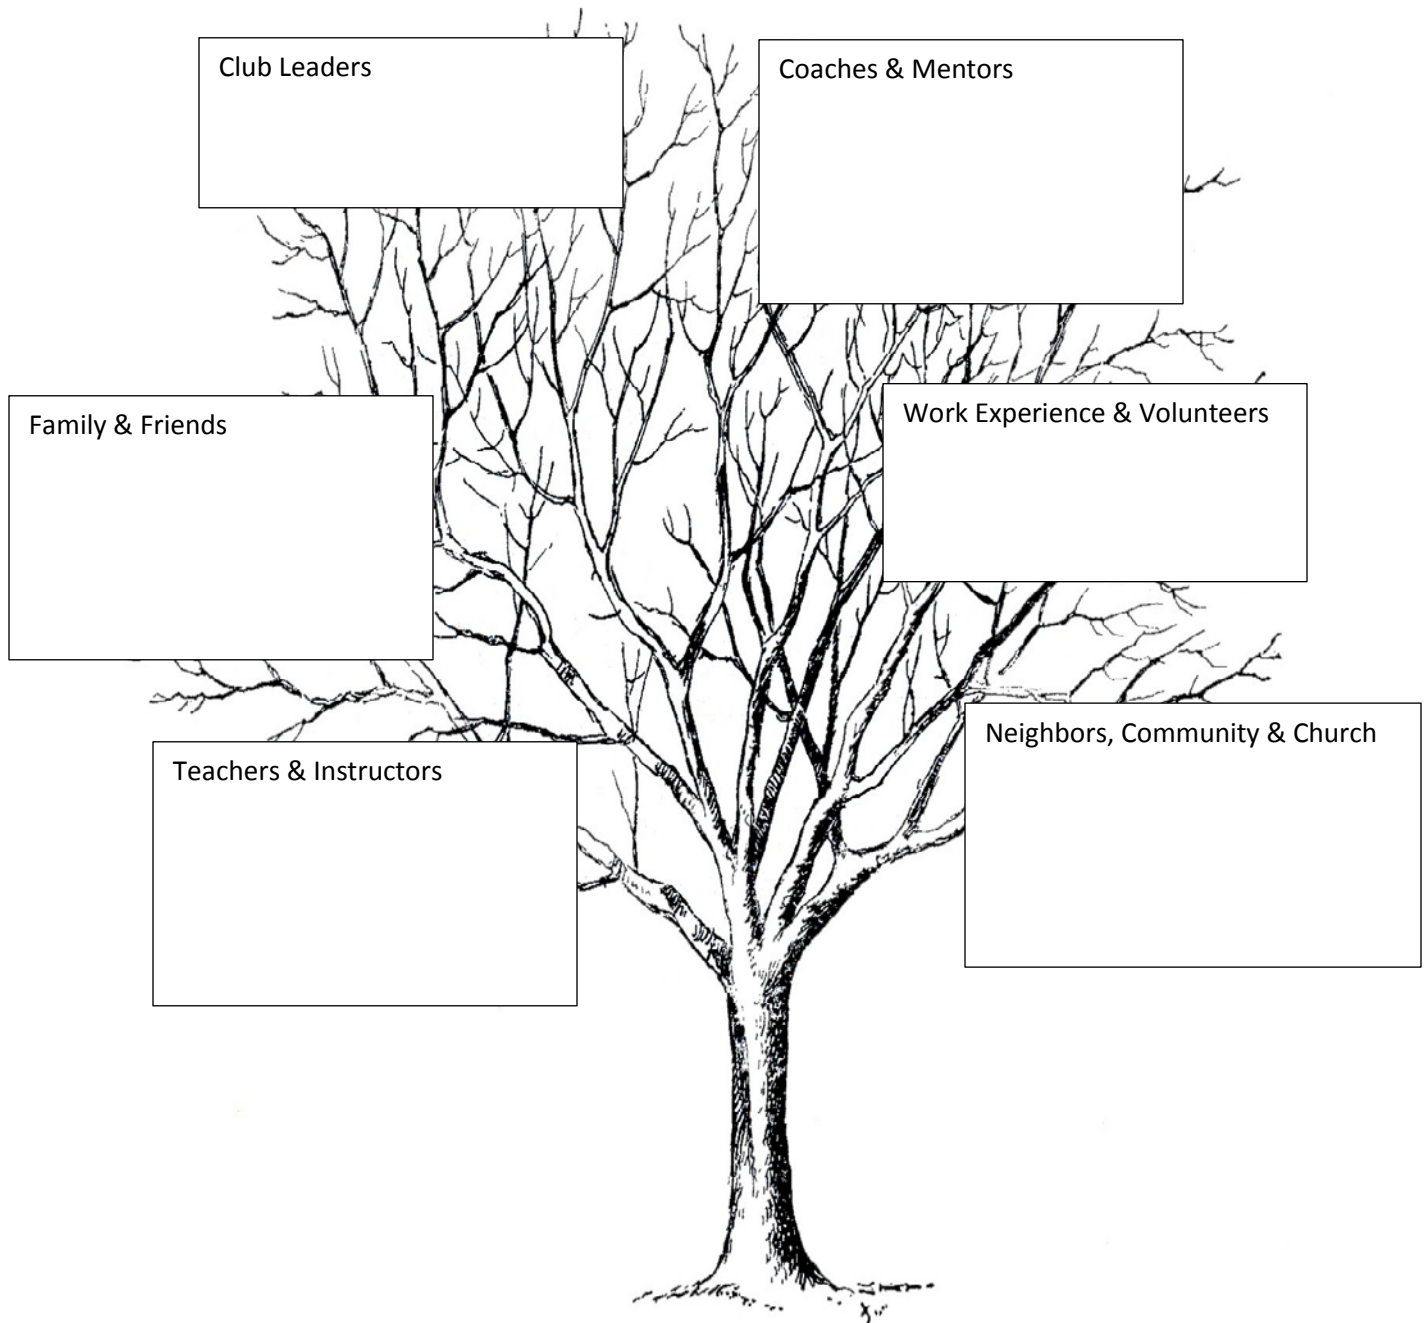 Club Leaders
Coaches & Mentors
Family & Friends
Work Experience & Volunteers
Teachers & Instructors
Neighbors, Community & Church